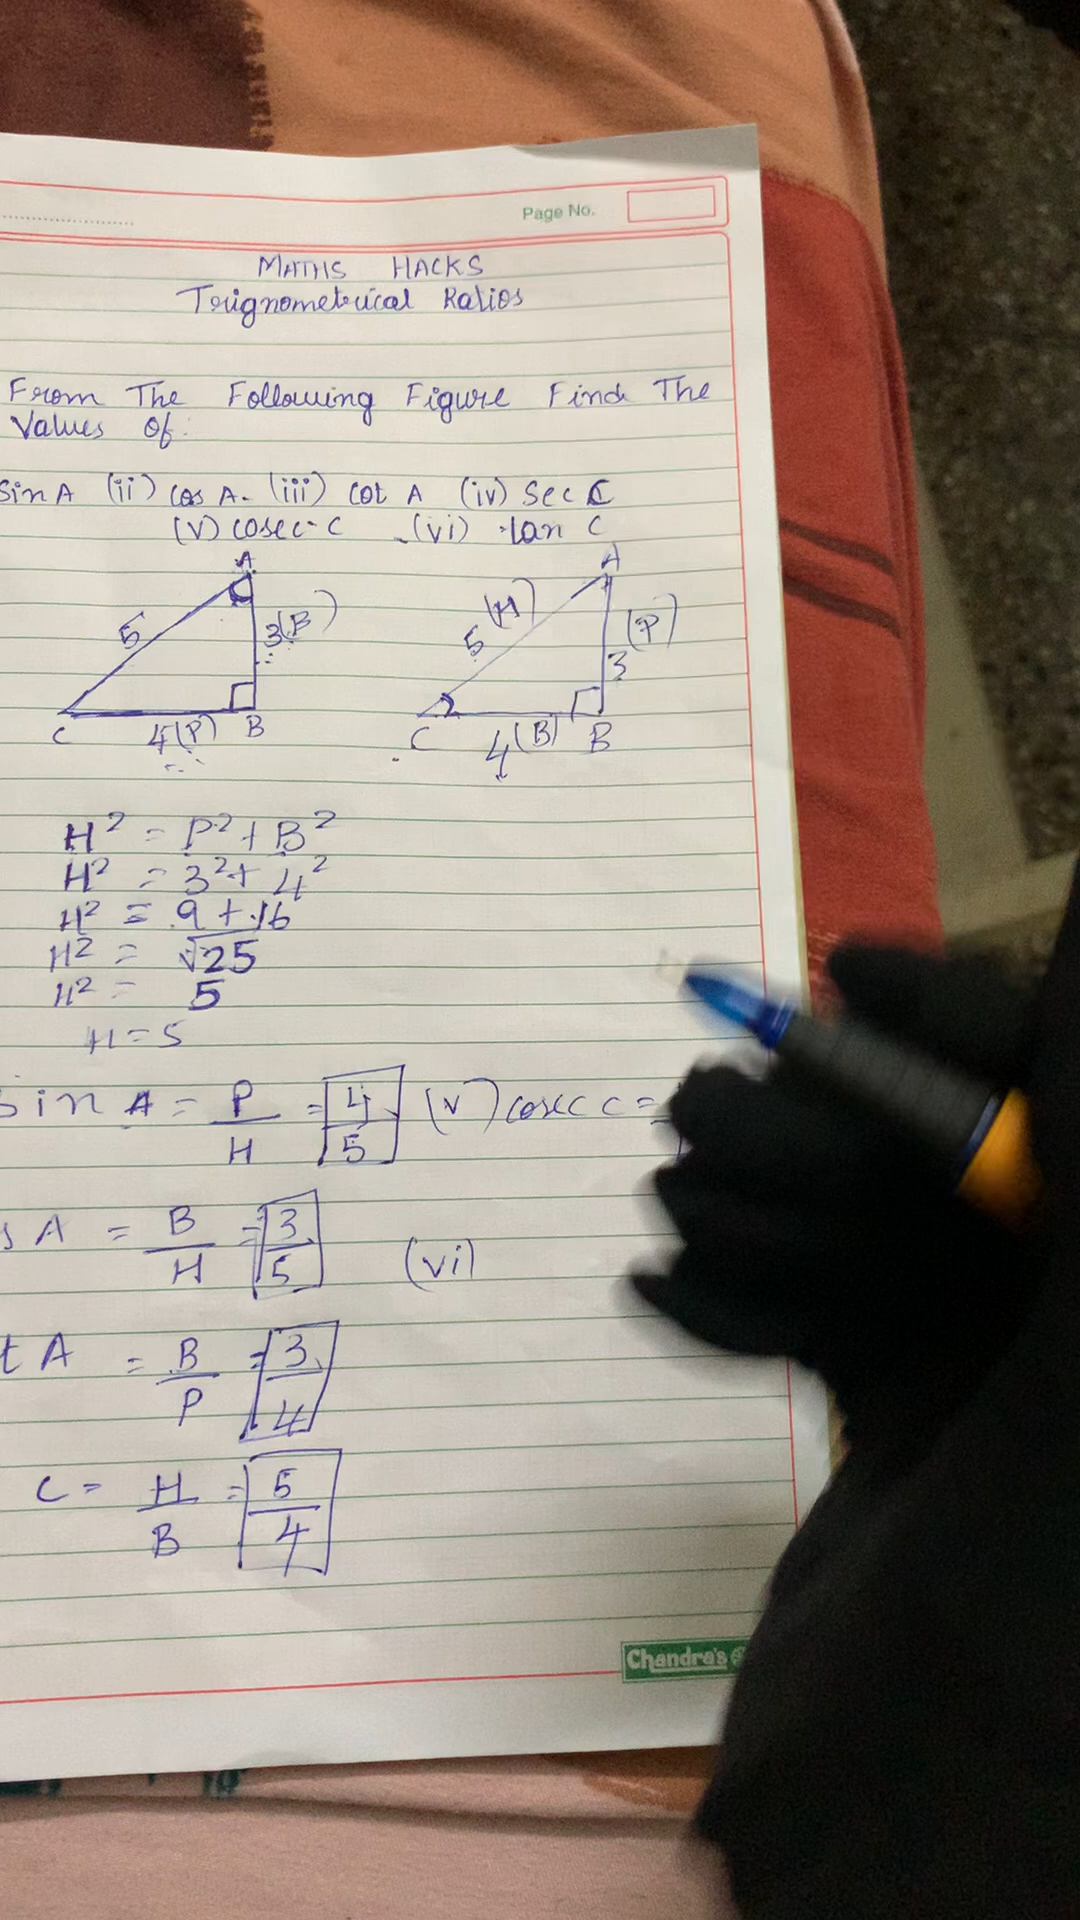 Page No.
MATHS HACKS
Trignometrical Ratios
From The Following Figure Find The
Values Of:
Sin A (ii) cos A. (iii) cot A (iv) Sec C
(v) cosec C (vi) tan C
A
5
3(B)
C
4(P)
B
A
5 (H)
(P)
3
C
4(B)
B
H² = P² + B²
H² = 3² + 4²
H² = 9 + 16
H² = √25
H² = 5
H = 5
Sin A = P/H = 4/5 (v) cosec C =
s A = B/H = 3/5 (vi)
t A = B/P = 3/4
C = H/B = 5/4
Chandra's